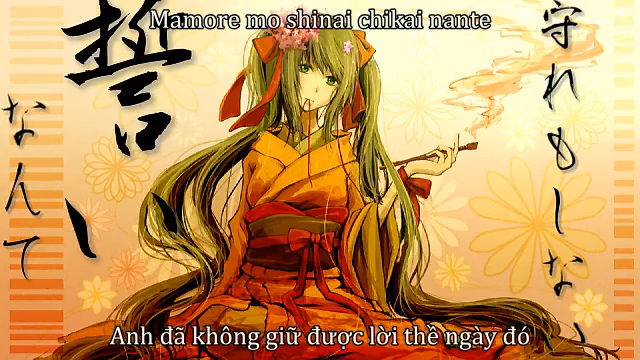 Mamore mo shinai chikai nante
守れもしない
誓い
なんて
Anh đã không giữ được lời thề ngày đó